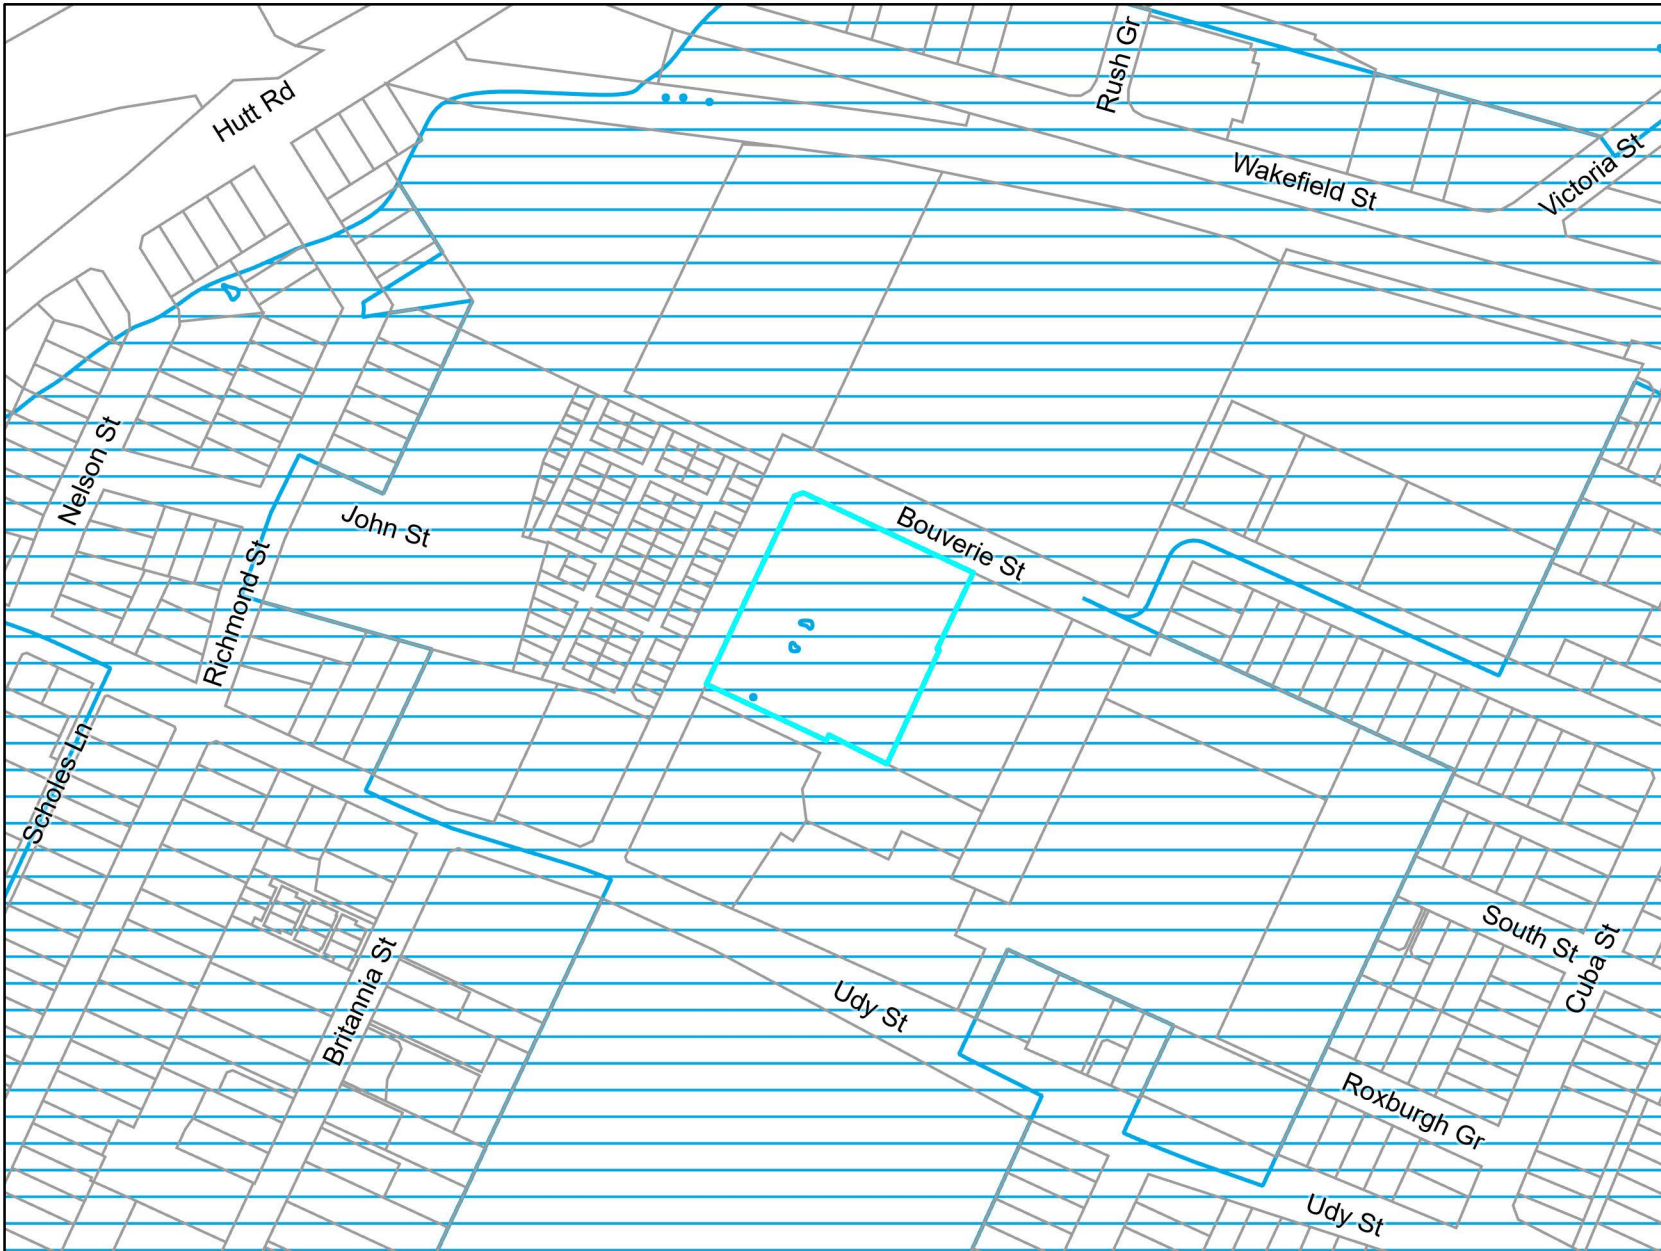 Rush Gr
Hutt Rd
Wakefield St
Victoria St
Nelson St
John St
Bouverie St
Richmond St
Scholes Ln
South St
Cuba St
Britannia St
Udy St
Roxburgh Gr
Udy St